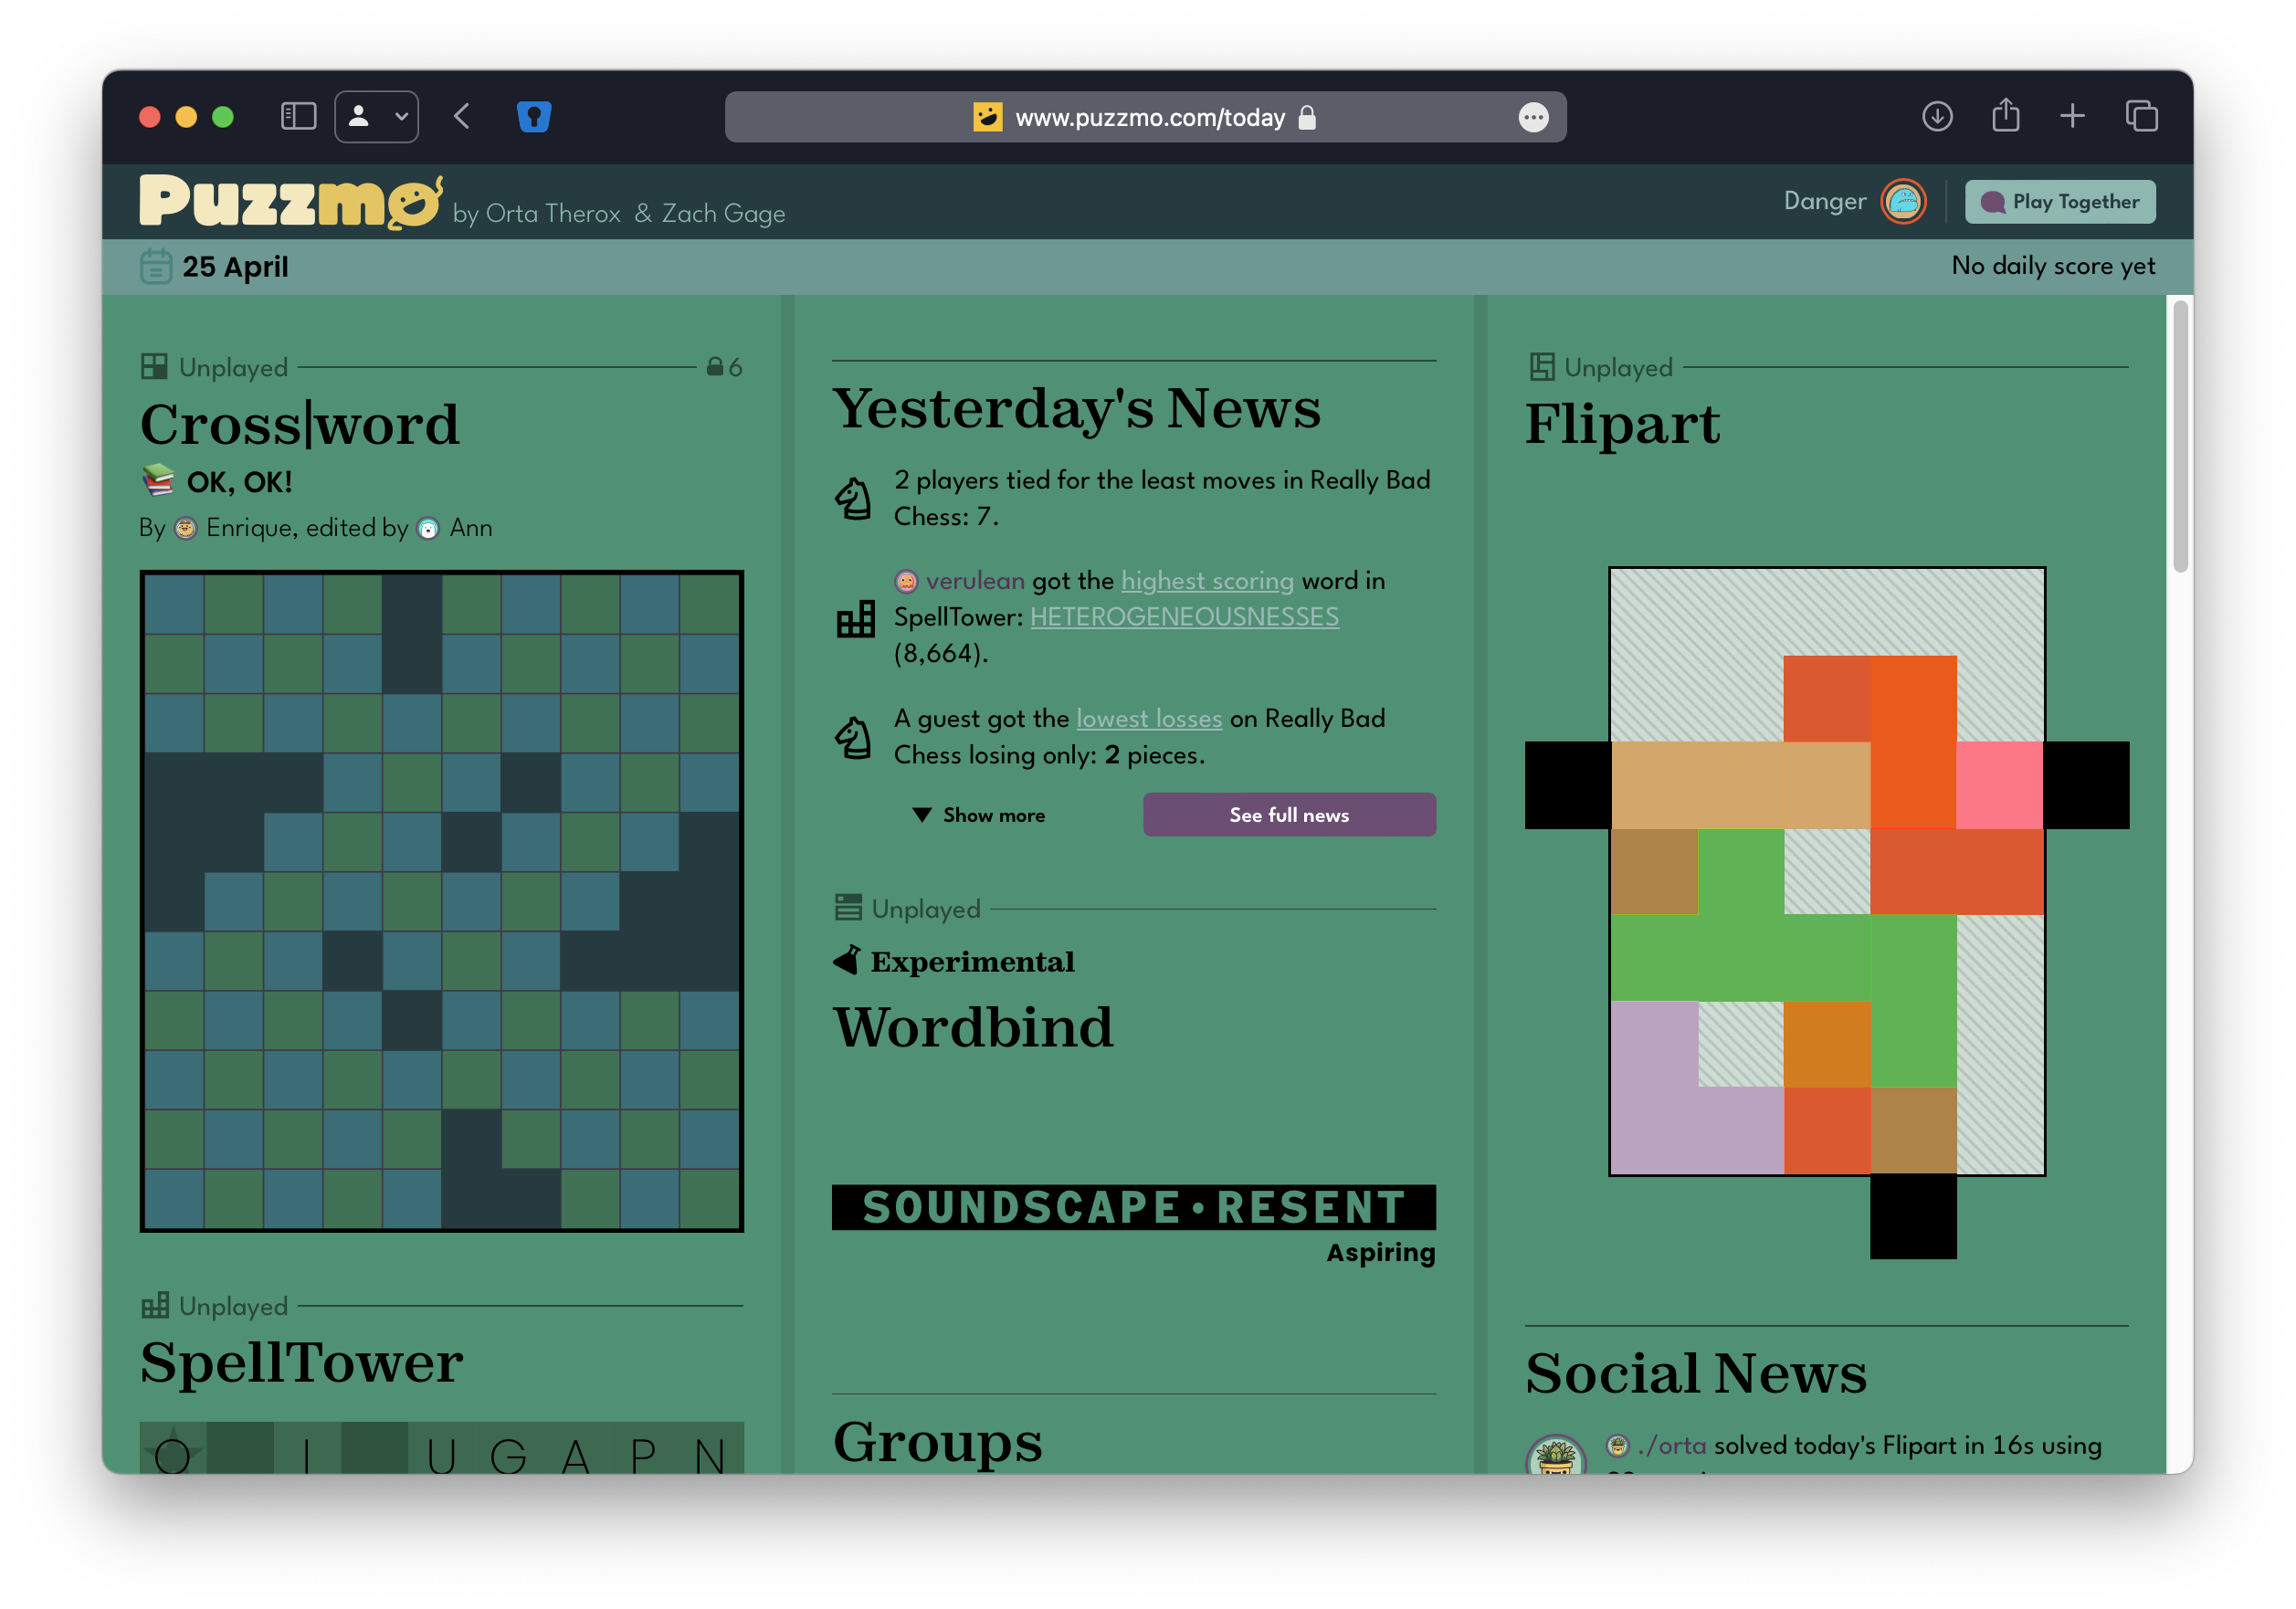 www.puzzmo.com/today
Puzzmo by Orta Therox & Zach Gage
Danger
Play Together
25 April
No daily score yet
Unplayed
6
Cross|word
OK, OK!
By Enrique, edited by Ann
Unplayed
SpellTower
O I U G A P N
Yesterday's News
2 players tied for the least moves in Really Bad
Chess: 7.
verulean got the highest scoring word in
SpellTower: HETEROGENEOUSNESSES
(8,664).
A guest got the lowest losses on Really Bad
Chess losing only: 2 pieces.
Show more
See full news
Unplayed
Experimental
Wordbind
SOUNDSCAPE•RESENT
Aspiring
Groups
Unplayed
Flipart
Social News
./orta solved today's Flipart in 16s using